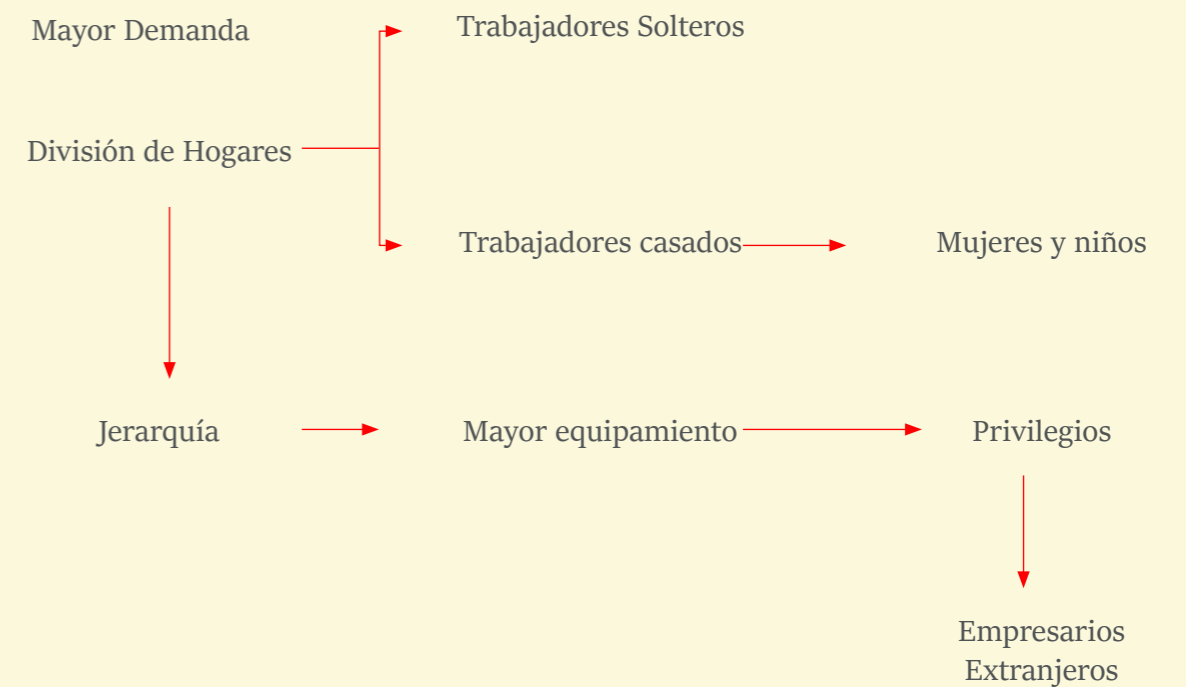 Mayor Demanda
Trabajadores Solteros
División de Hogares
Trabajadores casados
Mujeres y niños
Jerarquía
Mayor equipamiento
Privilegios
Empresarios
Extranjeros